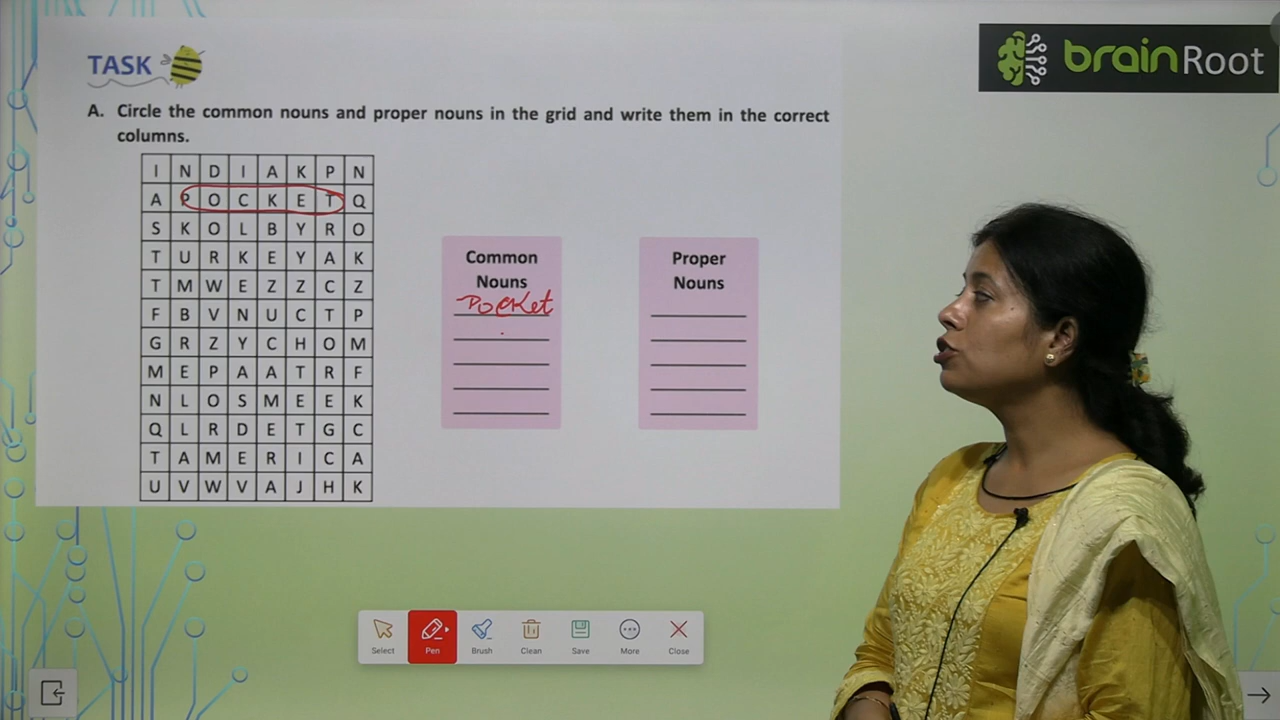 brainRoot
TASK
A. Circle the common nouns and proper nouns in the grid and write them in the correct
columns.
I N D I A K P N
A P O C K E T Q
S K O L B Y R O
T U R K E Y A K
T M W E Z Z C Z
F B V N U C T P
G R Z Y C H O M
M E P A A T R F
N L O S M E E K
Q L R D E T G C
T A M E R I C A
U V W V A J H K
Common
Nouns
Pocket
Proper
Nouns
Select Pen Brush Clean Save More Close